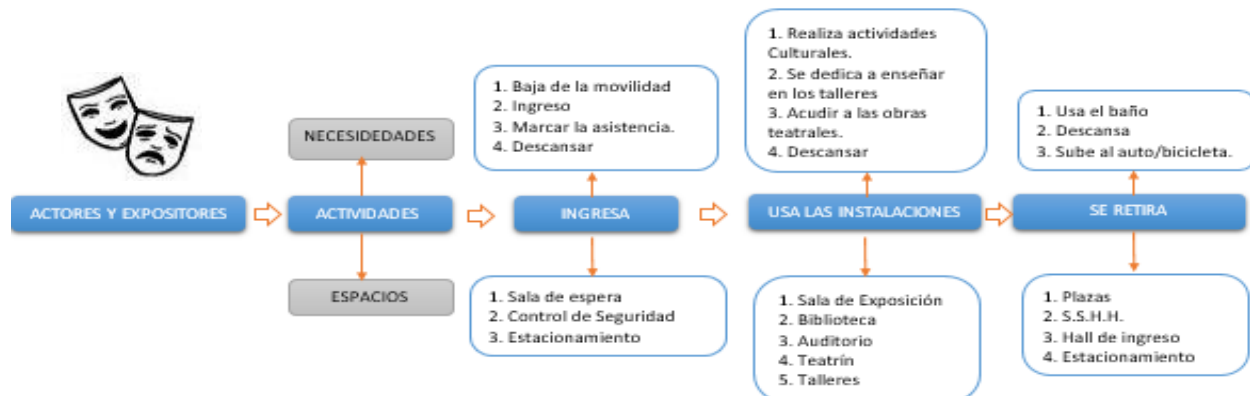 1. Realiza actividades
Culturales.
2. Se dedica a enseñar
en los talleres
3. Acudir a las obras
teatrales.
4. Descansar
1. Baja de la movilidad
2. Ingreso
3. Marcar la asistencia.
4. Descansar
1. Usa el baño
2. Descansa
3. Sube al auto/bicicleta.
NECESIDEDADES
ACTORES Y EXPOSITORES
ACTIVIDADES
INGRESA
USA LAS INSTALACIONES
SE RETIRA
ESPACIOS
1. Sala de espera
2. Control de Seguridad
3. Estacionamiento
1. Sala de Exposición
2. Biblioteca
3. Auditorio
4. Teatrín
5. Talleres
1. Plazas
2. S.S.H.H.
3. Hall de ingreso
4. Estacionamiento